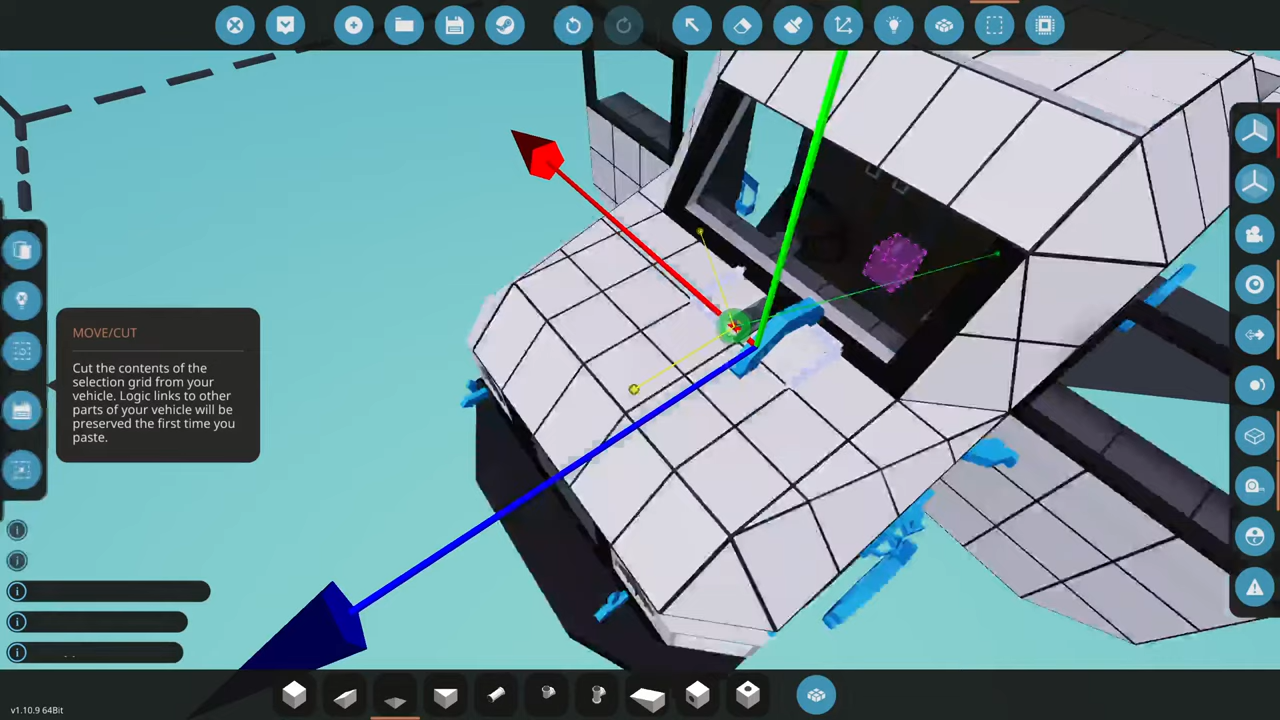 MOVE/CUT
Cut the contents of the
selection grid from your
vehicle. Logic links to other
parts of your vehicle will be
preserved the first time you
paste.
v1.10.9 64Bit